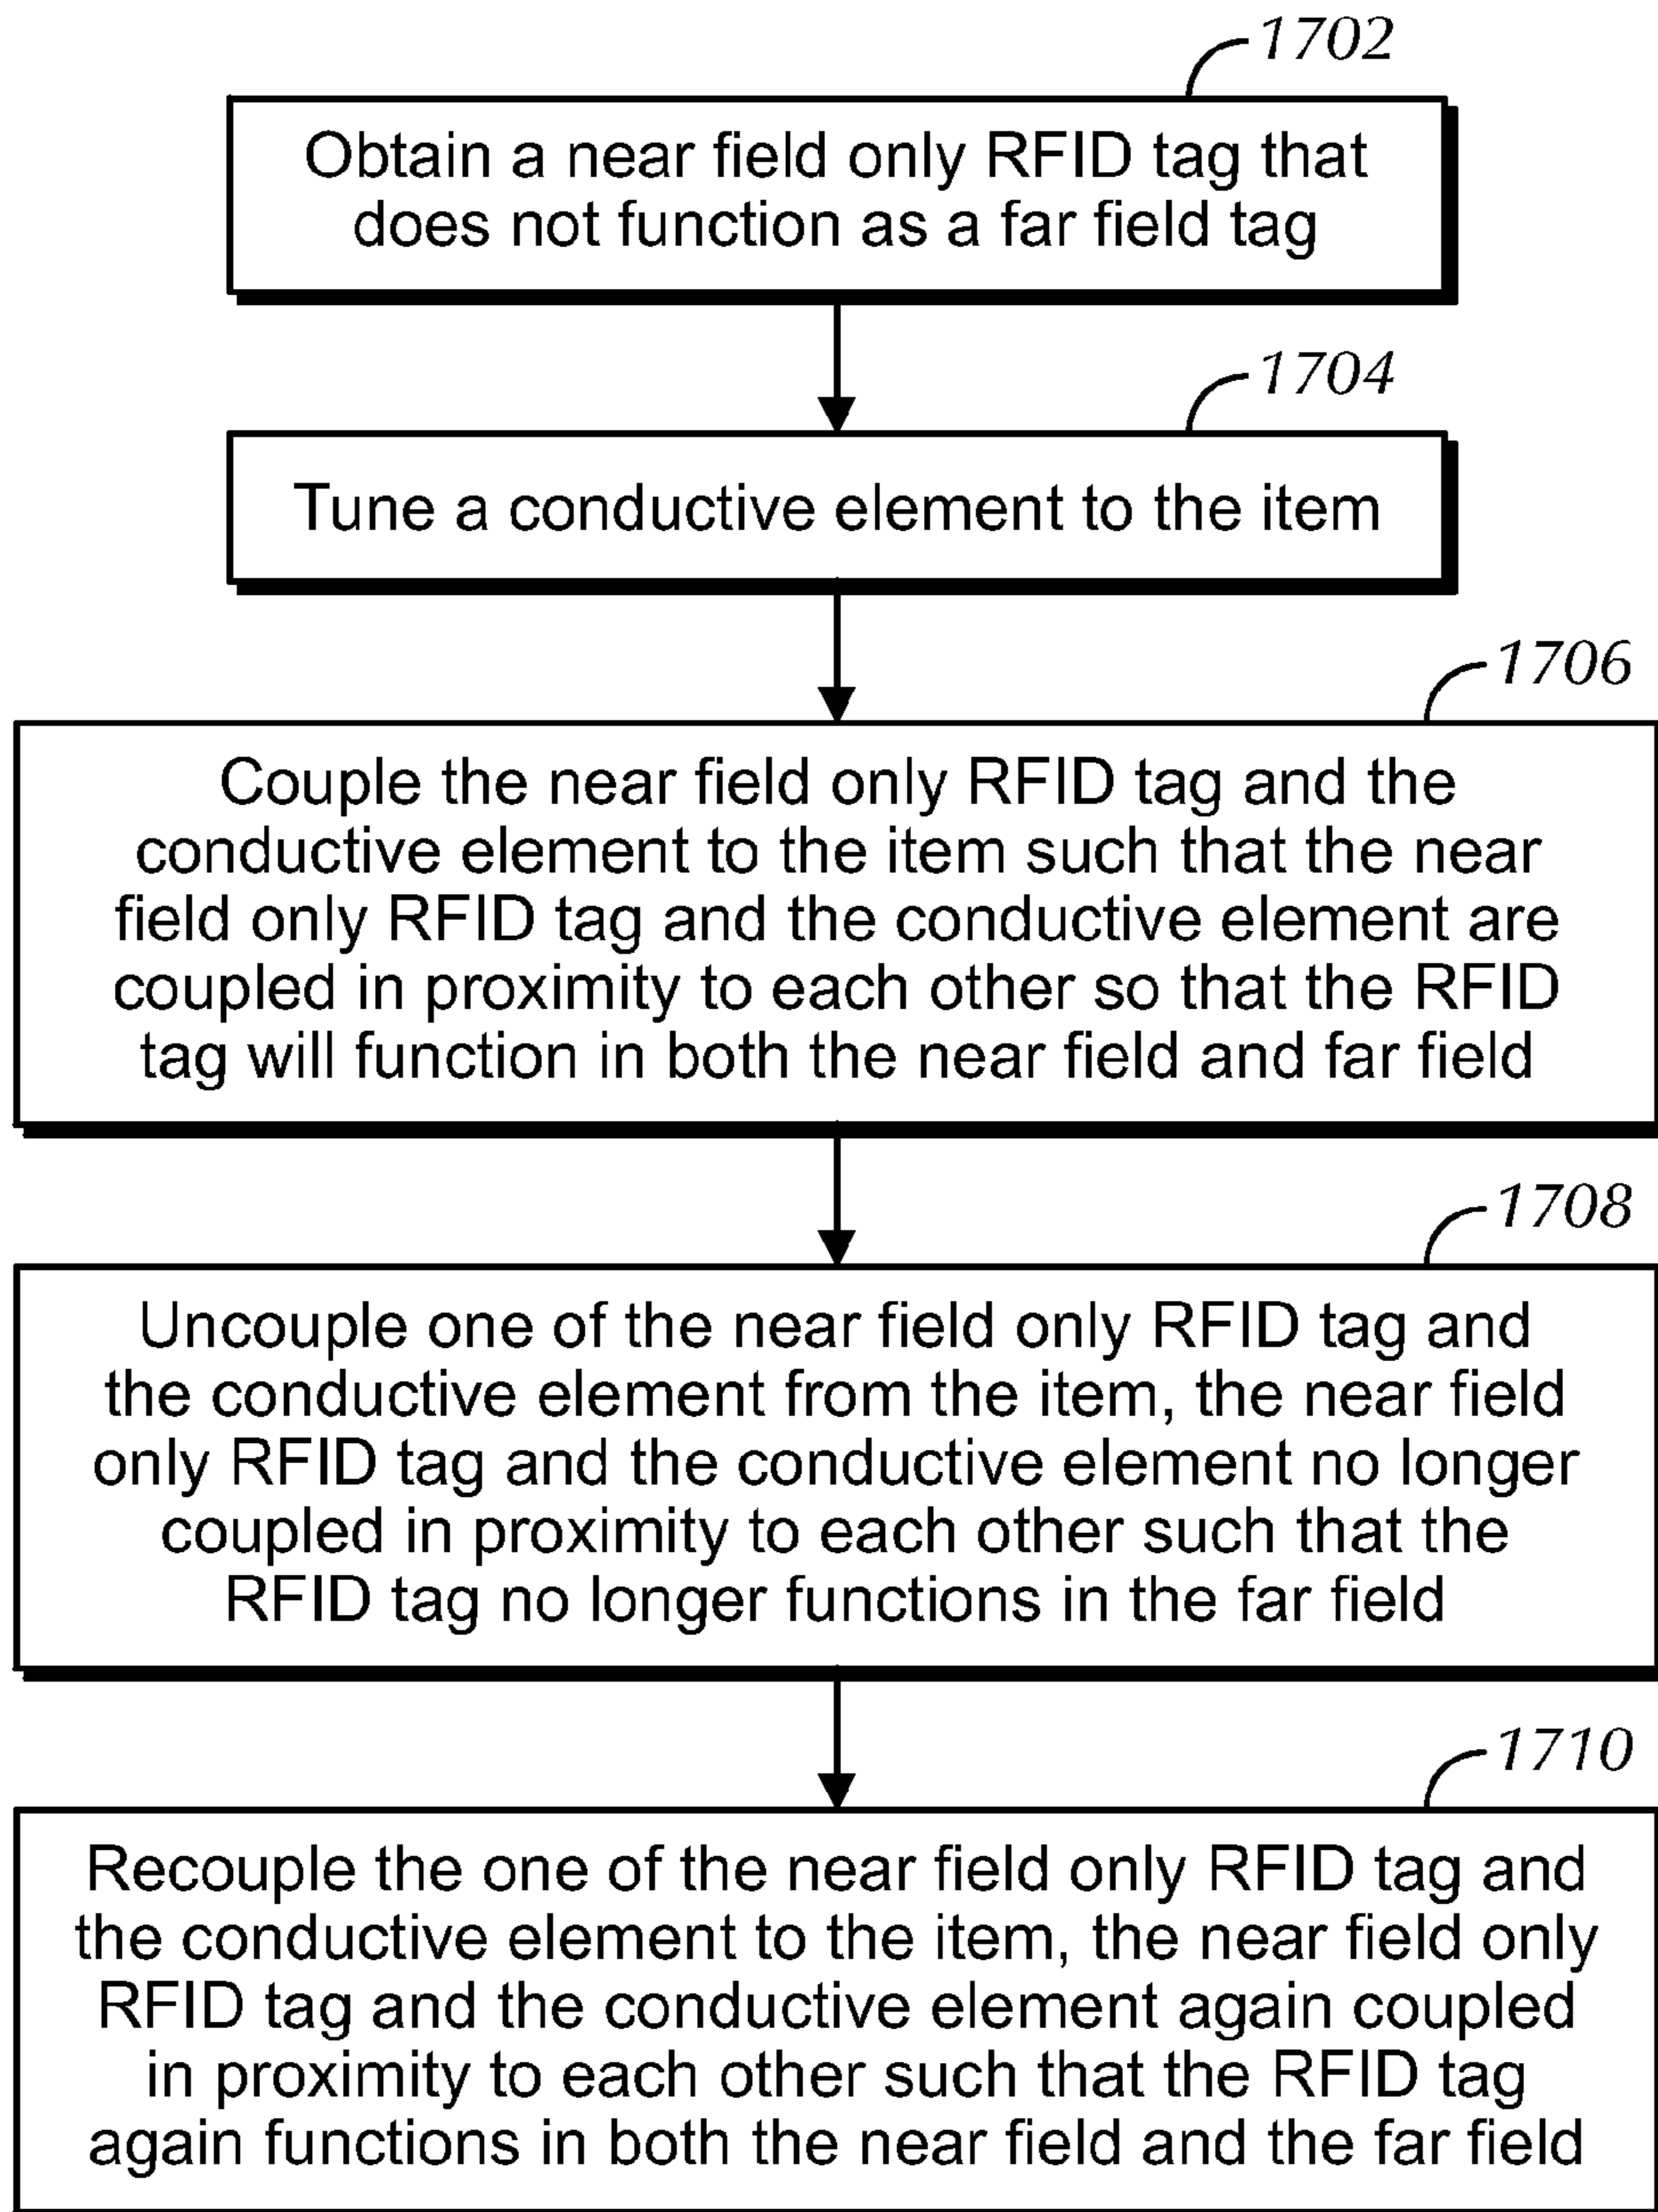 1702
Obtain a near field only RFID tag that
does not function as a far field tag
1704
Tune a conductive element to the item
1706
Couple the near field only RFID tag and the
conductive element to the item such that the near
field only RFID tag and the conductive element are
coupled in proximity to each other so that the RFID
tag will function in both the near field and far field
1708
Uncouple one of the near field only RFID tag and
the conductive element from the item, the near field
only RFID tag and the conductive element no longer
coupled in proximity to each other such that the
RFID tag no longer functions in the far field
1710
Recouple the one of the near field only RFID tag and
the conductive element to the item, the near field only
RFID tag and the conductive element again coupled
in proximity to each other such that the RFID tag
again functions in both the near field and the far field